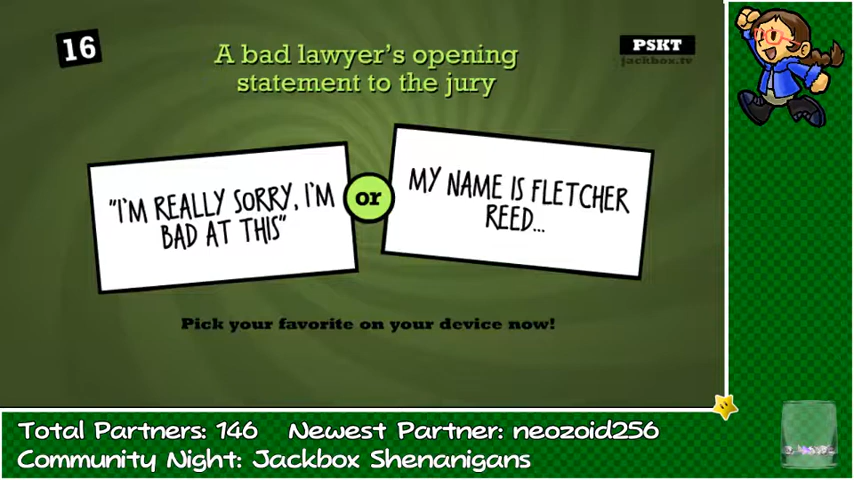 16
A bad lawyer's opening
statement to the jury
PSKT
jackbox.tv
"I'M REALLY SORRY, I'M
BAD AT THIS"
or
MY NAME IS FLETCHER
REED...
Pick your favorite on your device now!
Total Partners: 146 Newest Partner: neozoid256
Community Night: Jackbox Shenanigans